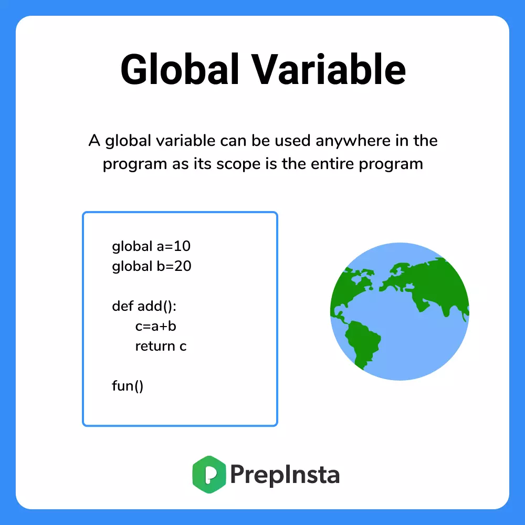 Global Variable
A global variable can be used anywhere in the
program as its scope is the entire program
global a=10
global b=20
def add():
c=a+b
return c
fun()
PrepInsta